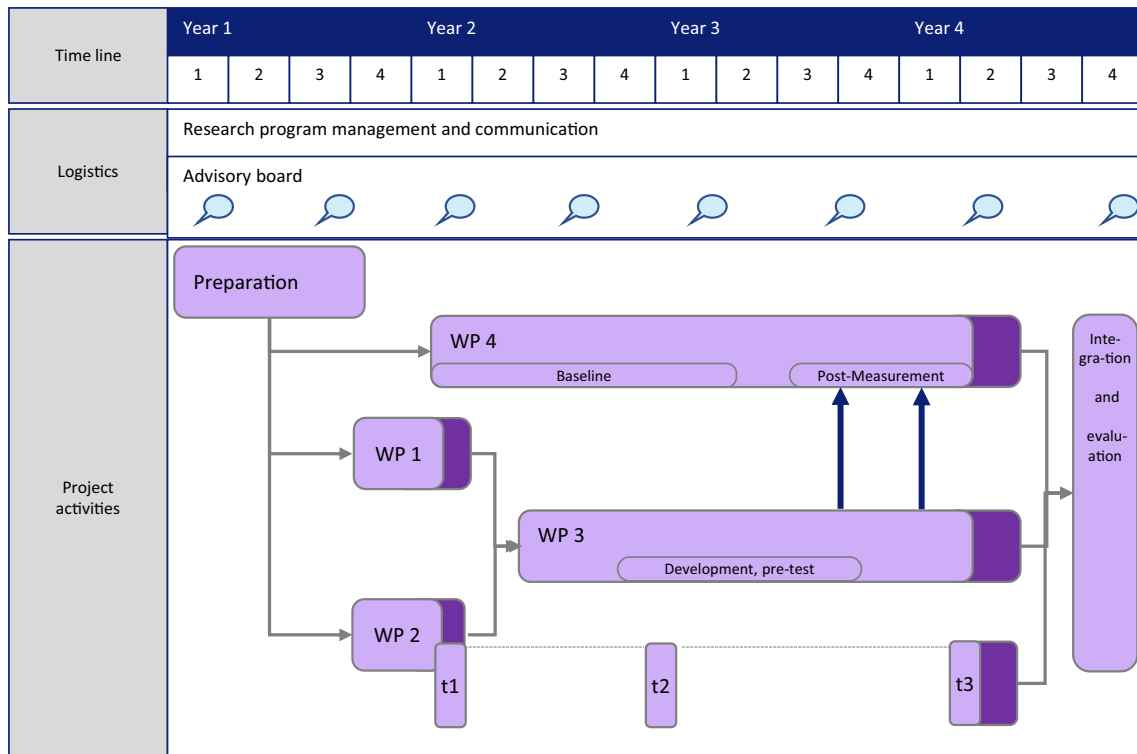 Time line
Year 1 Year 2 Year 3 Year 4
1 2 3 4 1 2 3 4 1 2 3 4 1 2 3 4
Logistics
Research program management and communication
Advisory board
Project
activities
Preparation
WP 4
Baseline
Post-Measurement
WP 1
WP 3
Development, pre-test
WP 2
t1
t2
t3
Inte-
gra-tion
and
evalu-
ation